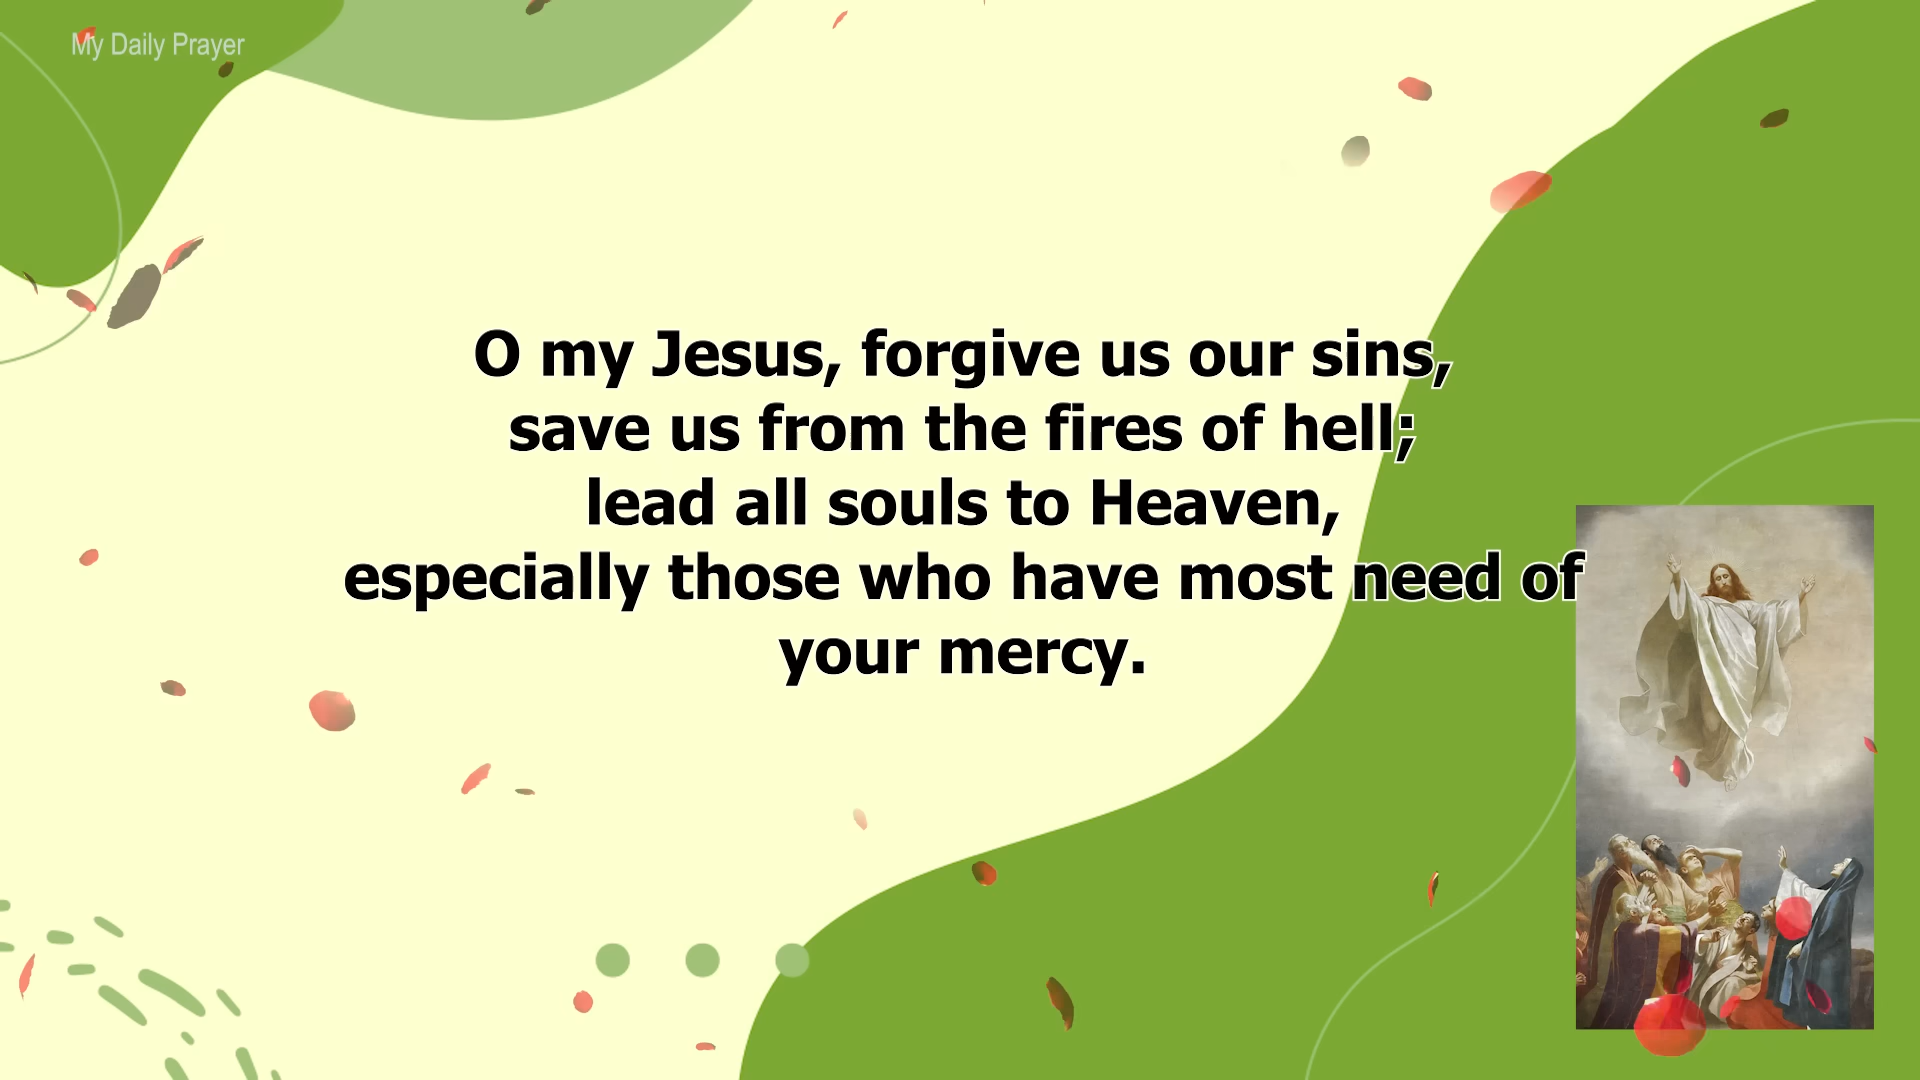 My Daily Prayer
O my Jesus, forgive us our sins,
save us from the fires of hell;
lead all souls to Heaven,
especially those who have most need of
your mercy.